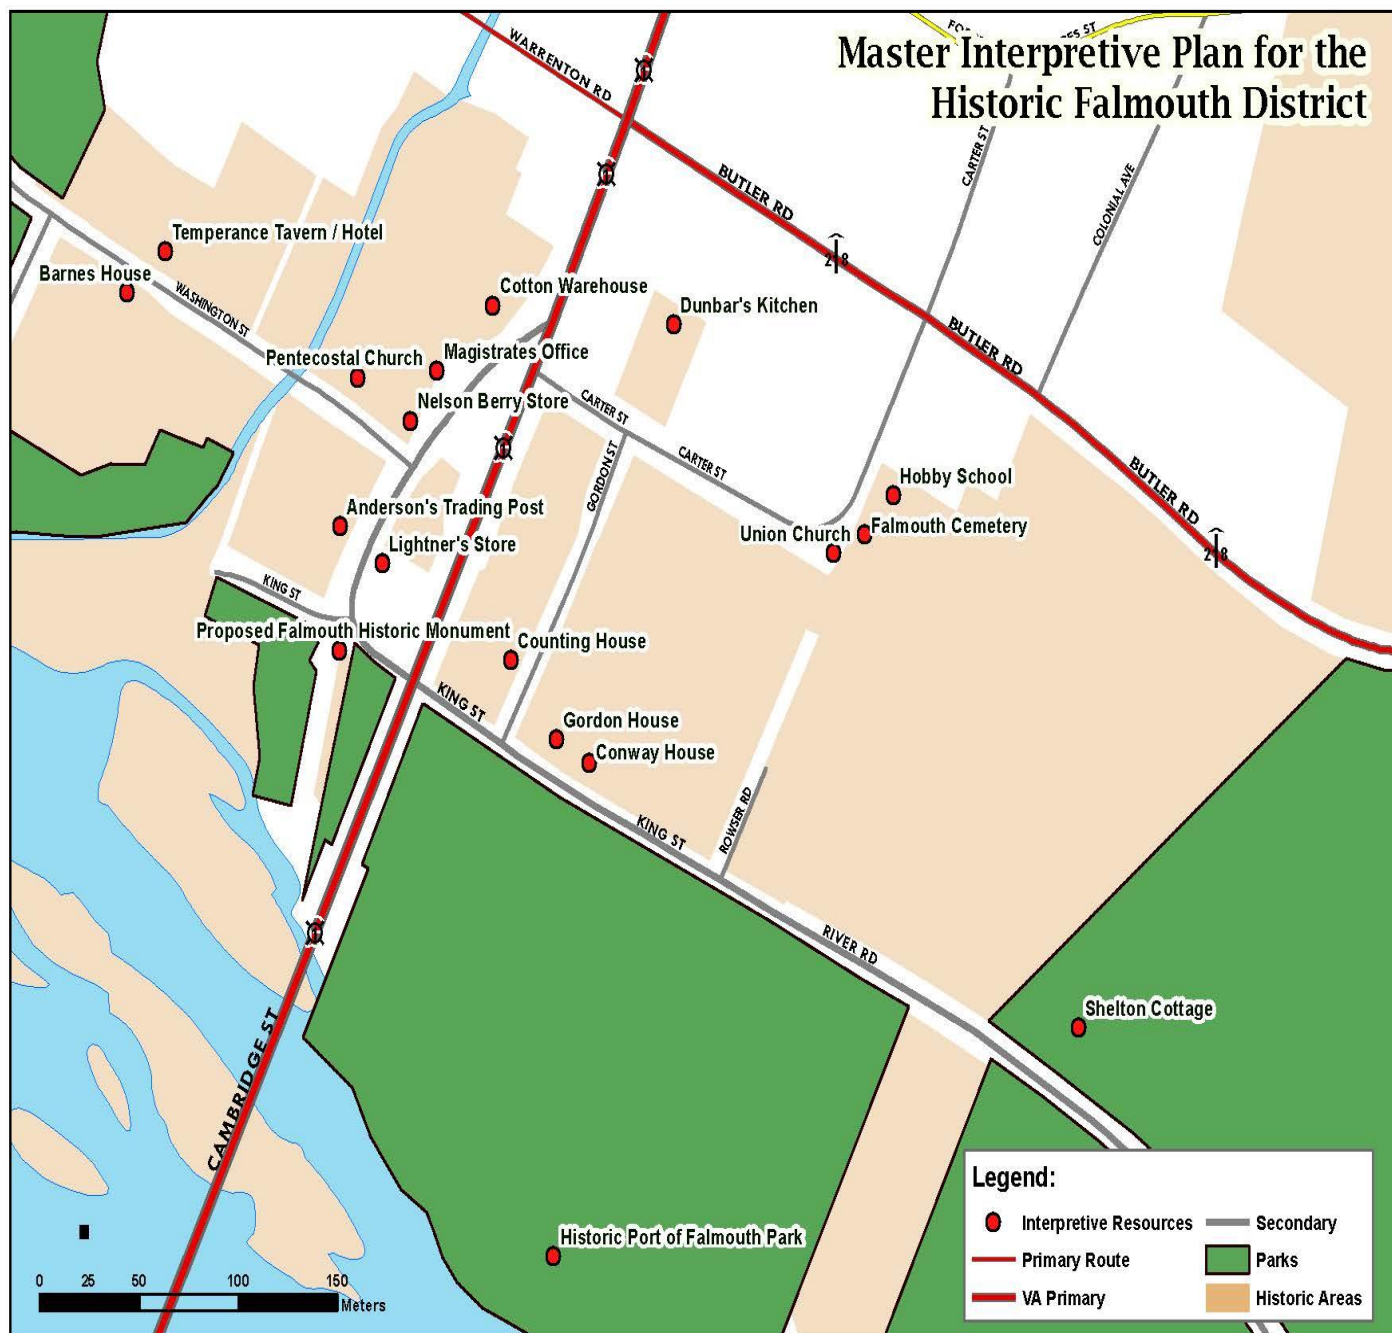 Master Interpretive Plan for the
Historic Falmouth District
WARRENTON RD
CARTER ST
BUTLER RD
COLONIAL AVE
Temperance Tavern / Hotel
218
Barnes House
Cotton Warehouse
WASHINGTON ST
Dunbar's Kitchen
BUTLER RD
Pentecostal Church
Magistrates Office
Nelson Berry Store
CARTER ST
CARTER ST
GORDON ST
BUTLER RD
Hobby School
Anderson's Trading Post
Union Church
Falmouth Cemetery
Lightner's Store
218
KING ST
Proposed Falmouth Historic Monument
Counting House
KING ST
Gordon House
Conway House
KING ST
ROWSER RD
RIVER RD
Shelton Cottage
CAMBRIDGE ST
Historic Port of Falmouth Park
Legend:
Interpretive Resources
Secondary
Primary Route
Parks
VA Primary
Historic Areas
0 25 50 100 150
Meters